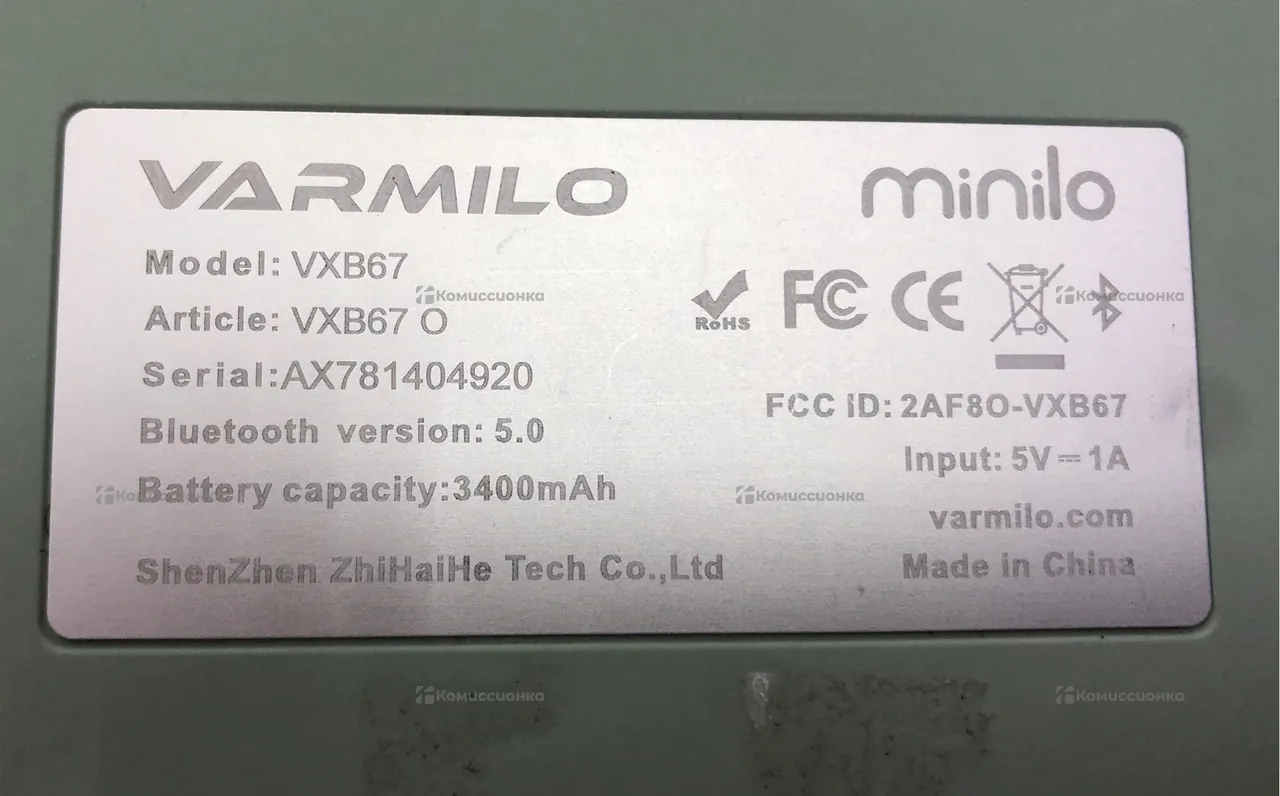 VARMILO
minilo
Model: VXB67
Article: VXB67 O
Serial:AX781404920
Bluetooth version: 5.0
Battery capacity:3400mAh
ShenZhen ZhiHaiHe Tech Co.,Ltd
RoHS
FC CE
FCC ID: 2AF8O-VXB67
Input: 5V⎓1A
varmilo.com
Made in China
Комиссионка
Комиссионка
Комиссионка
Комиссионка
Комиссионка
Комиссионка